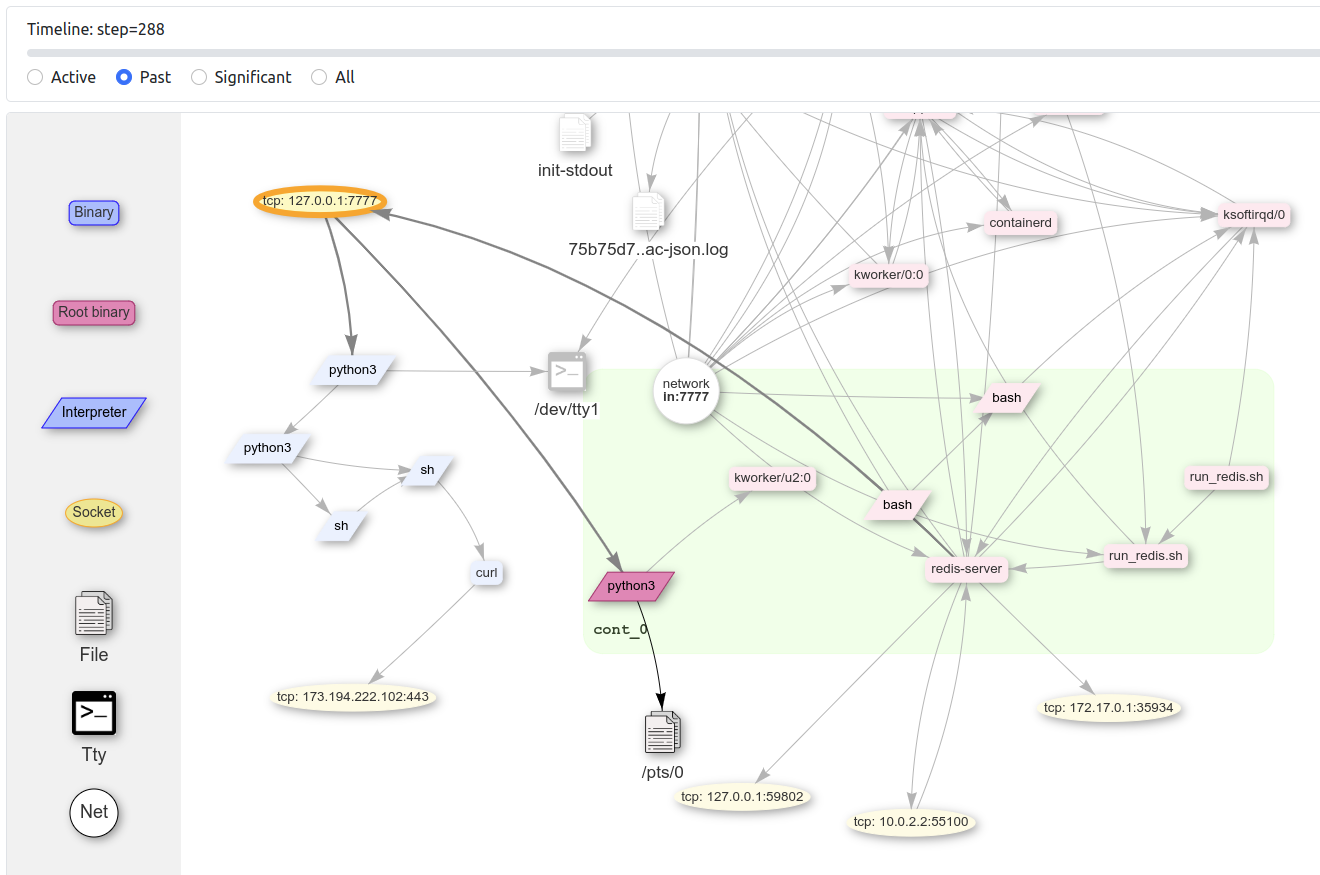 Timeline: step=288
Active
Past
Significant
All
Binary
Root binary
Interpreter
Socket
File
Tty
Net
init-stdout
tcp: 127.0.0.1:7777
75b75d7..ac-json.log
containerd
ksoftirqd/0
kworker/0:0
python3
/dev/tty1
network
in:7777
bash
python3
sh
kworker/u2:0
run_redis.sh
bash
sh
run_redis.sh
curl
redis-server
python3
cont_0
tcp: 173.194.222.102:443
tcp: 172.17.0.1:35934
/pts/0
tcp: 127.0.0.1:59802
tcp: 10.0.2.2:55100